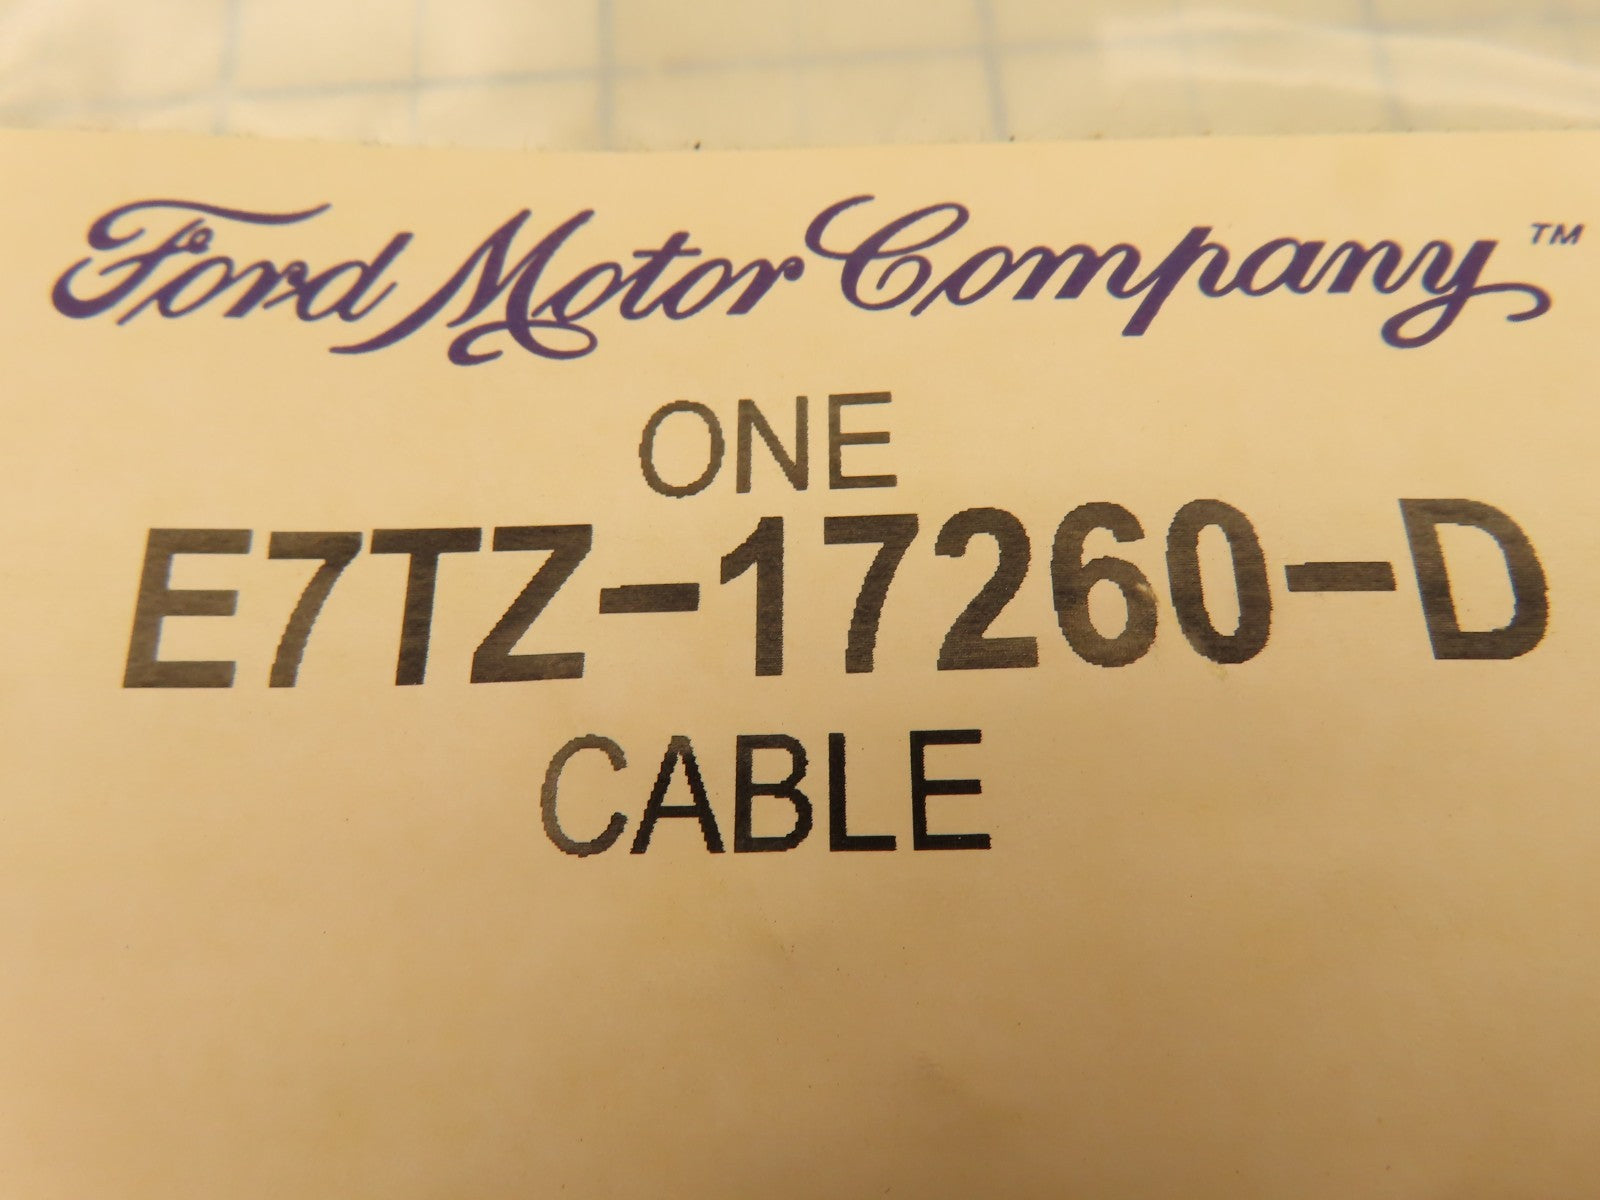 Ford Motor Company™
ONE
E7TZ-17260-D
CABLE